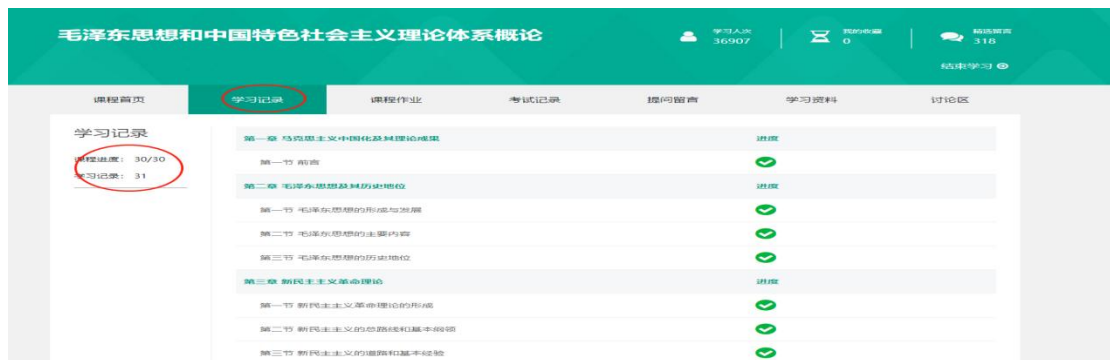 毛泽东思想和中国特色社会主义理论体系概论
学习人次
36907
我的收藏
0
精选留言
318
结束学习
课程首页
学习记录
课程作业
考试记录
提问留言
学习资料
讨论区
学习记录
课程进度： 30/30
学习记录： 31
第一章 马克思主义中国化及其理论成果 进度
第一节 前言
第二章 毛泽东思想及其历史地位 进度
第一节 毛泽东思想的形成与发展
第二节 毛泽东思想的主要内容
第三节 毛泽东思想的历史地位
第三章 新民主主义革命理论 进度
第一节 新民主主义革命理论的形成
第二节 新民主主义的总路线和基本纲领
第三节 新民主主义的道路和基本经验